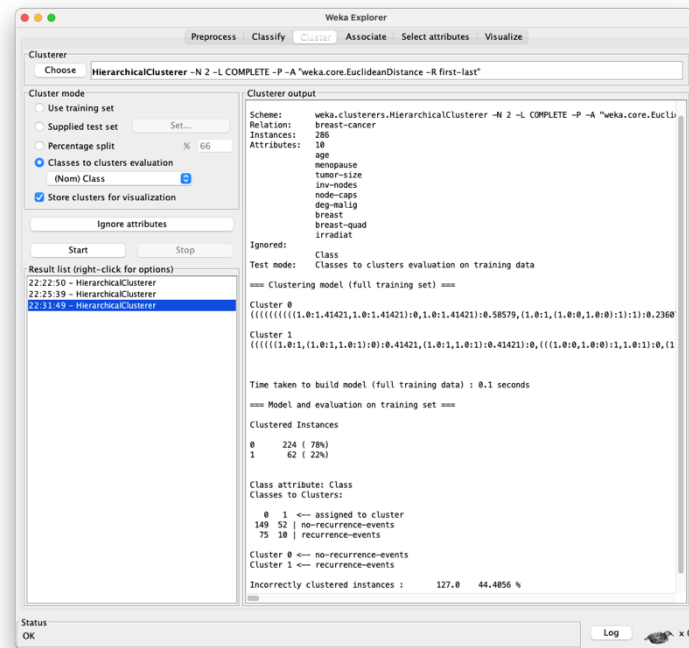 Weka Explorer
Preprocess Classify Cluster Associate Select attributes Visualize
Clusterer
Choose HierarchicalClusterer -N 2 -L COMPLETE -P -A "weka.core.EuclideanDistance -R first-last"
Cluster mode
Use training set
Supplied test set Set...
Percentage split % 66
Classes to clusters evaluation
(Nom) Class
Store clusters for visualization
Ignore attributes
Start Stop
Result list (right-click for options)
22:22:50 - HierarchicalClusterer
22:25:39 - HierarchicalClusterer
22:31:49 - HierarchicalClusterer
Clusterer output
Scheme: weka.clusterers.HierarchicalClusterer -N 2 -L COMPLETE -P -A "weka.core.Eucli
Relation: breast-cancer
Instances: 286
Attributes: 10
age
menopause
tumor-size
inv-nodes
node-caps
deg-malig
breast
breast-quad
irradiat
Ignored:
Class
Test mode: Classes to clusters evaluation on training data
=== Clustering model (full training set) ===
Cluster 0
((((((((((1.0:1.41421,1.0:1.41421):0,1.0:1.41421):0.58579,(1.0:1,(1.0:0,1.0:0):1):1):0.2360
Cluster 1
((((((1.0:1,(1.0:1,1.0:1):0):0.41421,(1.0:1,1.0:1):0.41421):0,(((1.0:0,1.0:0):1,1.0:1):0,(1
Time taken to build model (full training data) : 0.1 seconds
=== Model and evaluation on training set ===
Clustered Instances
0 224 ( 78%)
1 62 ( 22%)
Class attribute: Class
Classes to Clusters:
0 1 <-- assigned to cluster
149 52 | no-recurrence-events
75 10 | recurrence-events
Cluster 0 <-- no-recurrence-events
Cluster 1 <-- recurrence-events
Incorrectly clustered instances : 127.0 44.4056 %
Status
OK
Log